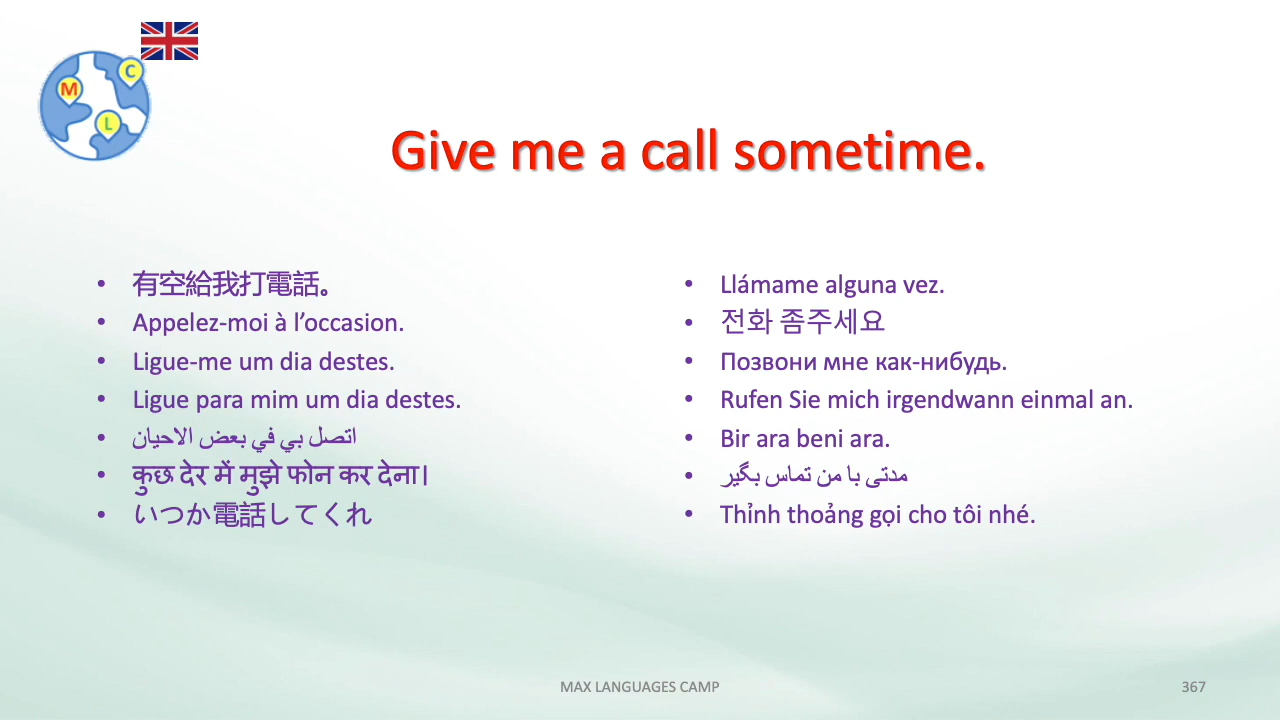 C
M
L
Give me a call sometime.
• 有空給我打電話。
• Appelez-moi à l’occasion.
• Ligue-me um dia destes.
• Ligue para mim um dia destes.
• اتصل بي في بعض الاحيان
• कुछ देर में मुझे फोन कर देना।
• いつか電話してくれ
• Llámame alguna vez.
• 전화 좀주세요
• Позвони мне как-нибудь.
• Rufen Sie mich irgendwann einmal an.
• Bir ara beni ara.
• مدتی با من تماس بگیر
• Thỉnh thoảng gọi cho tôi nhé.
MAX LANGUAGES CAMP
367